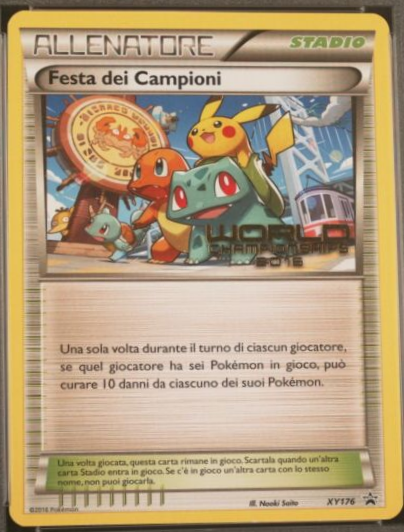 ALLENATORE
STADIO
Festa dei Campioni
WORLD
CHAMPIONSHIPS
2016
Una sola volta durante il turno di ciascun giocatore,
se quel giocatore ha sei Pokémon in gioco, può
curare 10 danni da ciascuno dei suoi Pokémon.
Una volta giocata, questa carta rimane in gioco. Scartala quando un'altra
carta Stadio entra in gioco. Se c'è in gioco un'altra carta con lo stesso
nome, non puoi giocarla.
©2016 Pokémon
Ill. Naoki Saito
XY176